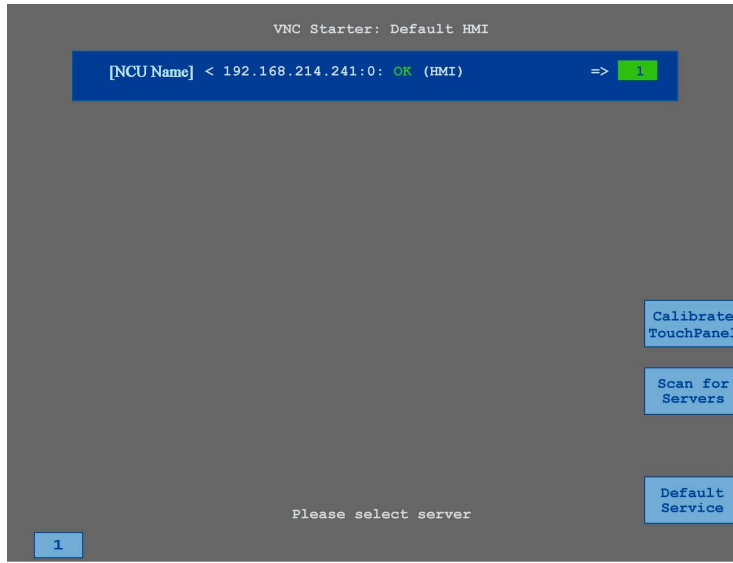 VNC Starter: Default HMI
[NCU Name] < 192.168.214.241:0: OK (HMI) => 1
Calibrate
TouchPanel
Scan for
Servers
Default
Service
Please select server
1